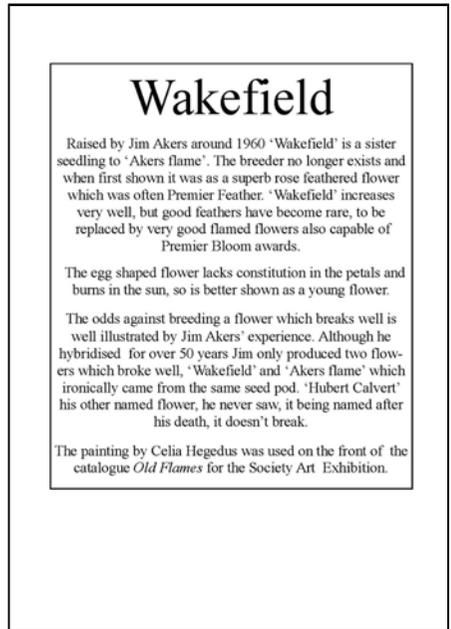 Wakefield
Raised by Jim Akers around 1960 ‘Wakefield’ is a sister
seedling to ‘Akers flame’. The breeder no longer exists and
when first shown it was as a superb rose feathered flower
which was often Premier Feather. ‘Wakefield’ increases
very well, but good feathers have become rare, to be
replaced by very good flamed flowers also capable of
Premier Bloom awards.
The egg shaped flower lacks constitution in the petals and
burns in the sun, so is better shown as a young flower.
The odds against breeding a flower which breaks well is
well illustrated by Jim Akers’ experience. Although he
hybridised for over 50 years Jim only produced two flow-
ers which broke well, ‘Wakefield’ and ‘Akers flame’ which
ironically came from the same seed pod. ‘Hubert Calvert’
his other named flower, he never saw, it being named after
his death, it doesn’t break.
The painting by Celia Hegedus was used on the front of the
catalogue Old Flames for the Society Art Exhibition.